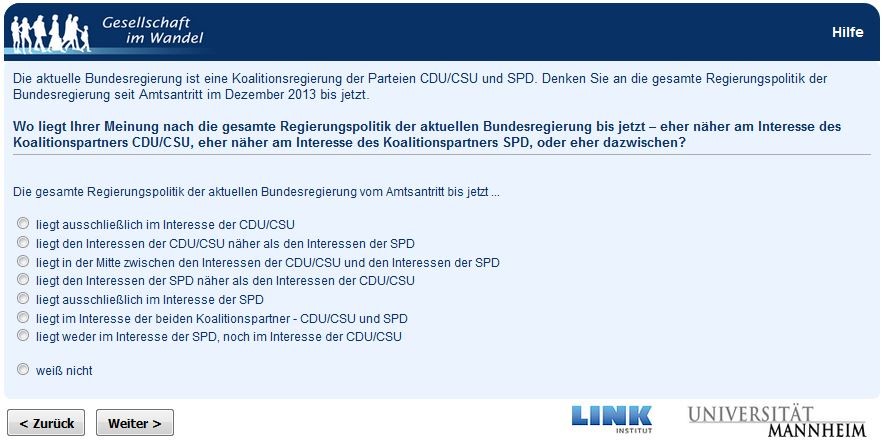 Gesellschaft
im Wandel
Hilfe
Die aktuelle Bundesregierung ist eine Koalitionsregierung der Parteien CDU/CSU und SPD. Denken Sie an die gesamte Regierungspolitik der
Bundesregierung seit Amtsantritt im Dezember 2013 bis jetzt.
Wo liegt Ihrer Meinung nach die gesamte Regierungspolitik der aktuellen Bundesregierung bis jetzt – eher näher am Interesse des
Koalitionspartners CDU/CSU, eher näher am Interesse des Koalitionspartners SPD, oder eher dazwischen?
Die gesamte Regierungspolitik der aktuellen Bundesregierung vom Amtsantritt bis jetzt ...
liegt ausschließlich im Interesse der CDU/CSU
liegt den Interessen der CDU/CSU näher als den Interessen der SPD
liegt in der Mitte zwischen den Interessen der CDU/CSU und den Interessen der SPD
liegt den Interessen der SPD näher als den Interessen der CDU/CSU
liegt ausschließlich im Interesse der SPD
liegt im Interesse der beiden Koalitionspartner - CDU/CSU und SPD
liegt weder im Interesse der SPD, noch im Interesse der CDU/CSU
weiß nicht
< Zurück
Weiter >
LINK
INSTITUT
UNIVERSITÄT
MANNHEIM